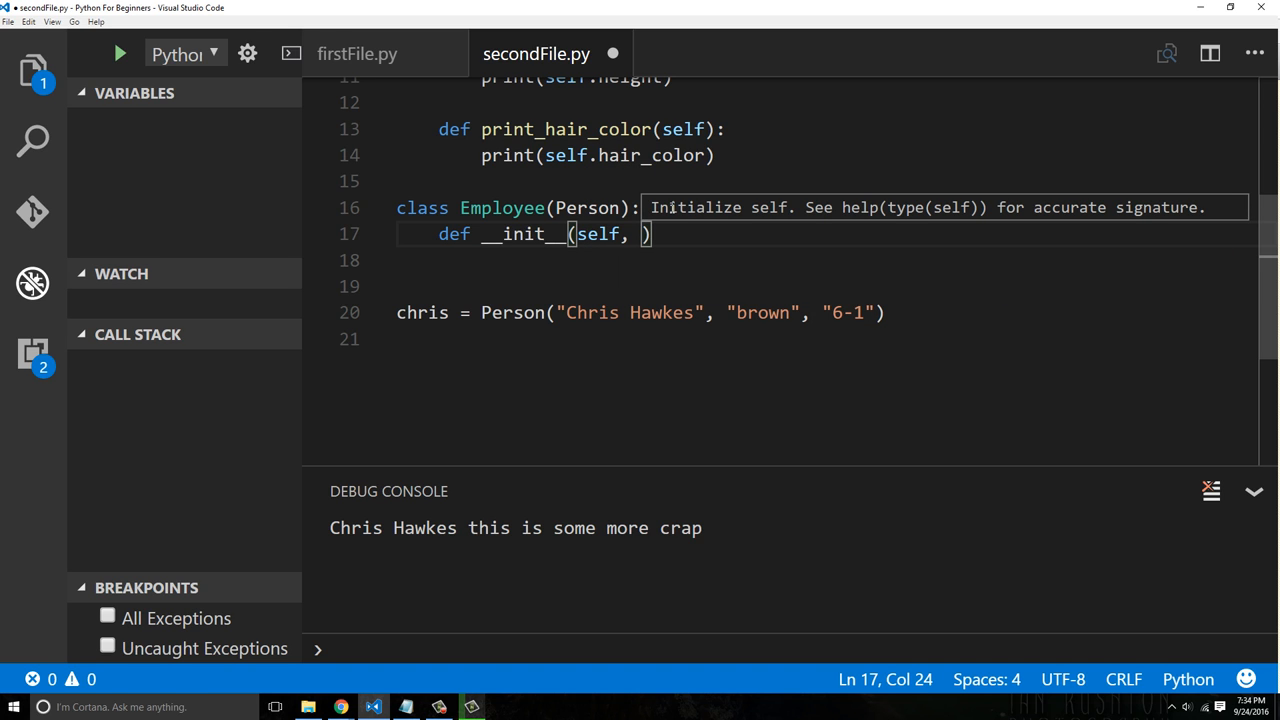 ● secondFile.py - Python For Beginners - Visual Studio Code
File Edit View Go Help
Python
firstFile.py
secondFile.py
1
VARIABLES
WATCH
CALL STACK
2
BREAKPOINTS
All Exceptions
Uncaught Exceptions
11 print(self.height)
12
13 def print_hair_color(self):
14 print(self.hair_color)
15
16 class Employee(Person):
Initialize self. See help(type(self)) for accurate signature.
17 def __init__(self, )
18
19
20 chris = Person("Chris Hawkes", "brown", "6-1")
21
DEBUG CONSOLE
Chris Hawkes this is some more crap
0 0 Ln 17, Col 24 Spaces: 4 UTF-8 CRLF Python
I'm Cortana. Ask me anything.
7:34 PM
9/24/2016